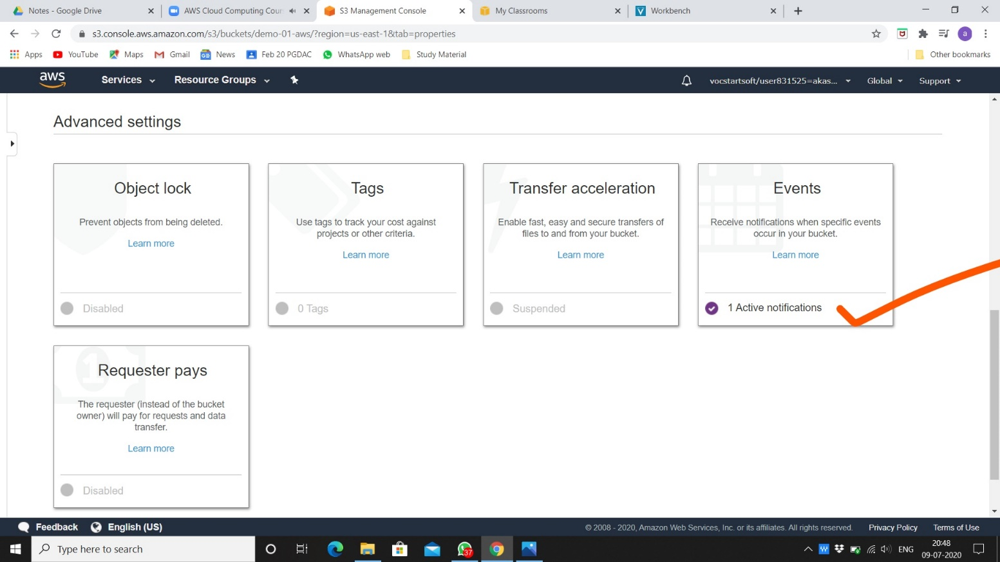 Notes - Google Drive
AWS Cloud Computing Cour
S3 Management Console
My Classrooms
Workbench
s3.console.aws.amazon.com/s3/buckets/demo-01-aws/?region=us-east-1&tab=properties
a
Apps
YouTube
Maps
Gmail
News
Feb 20 PGDAC
WhatsApp web
Study Material
Other bookmarks
aws
Services
Resource Groups
vocstartsoft/user831525=akas...
Global
Support
Advanced settings
Object lock
Prevent objects from being deleted.
Learn more
Disabled
Tags
Use tags to track your cost against
projects or other criteria.
Learn more
0 Tags
Transfer acceleration
Enable fast, easy and secure transfers of
files to and from your bucket.
Learn more
Suspended
Events
Receive notifications when specific events
occur in your bucket.
Learn more
1 Active notifications
Requester pays
The requester (instead of the bucket
owner) will pay for requests and data
transfer.
Learn more
Disabled
Feedback
English (US)
© 2008 - 2020, Amazon Web Services, Inc. or its affiliates. All rights reserved.
Privacy Policy
Terms of Use
Type here to search
37
W
ENG
20:48
09-07-2020